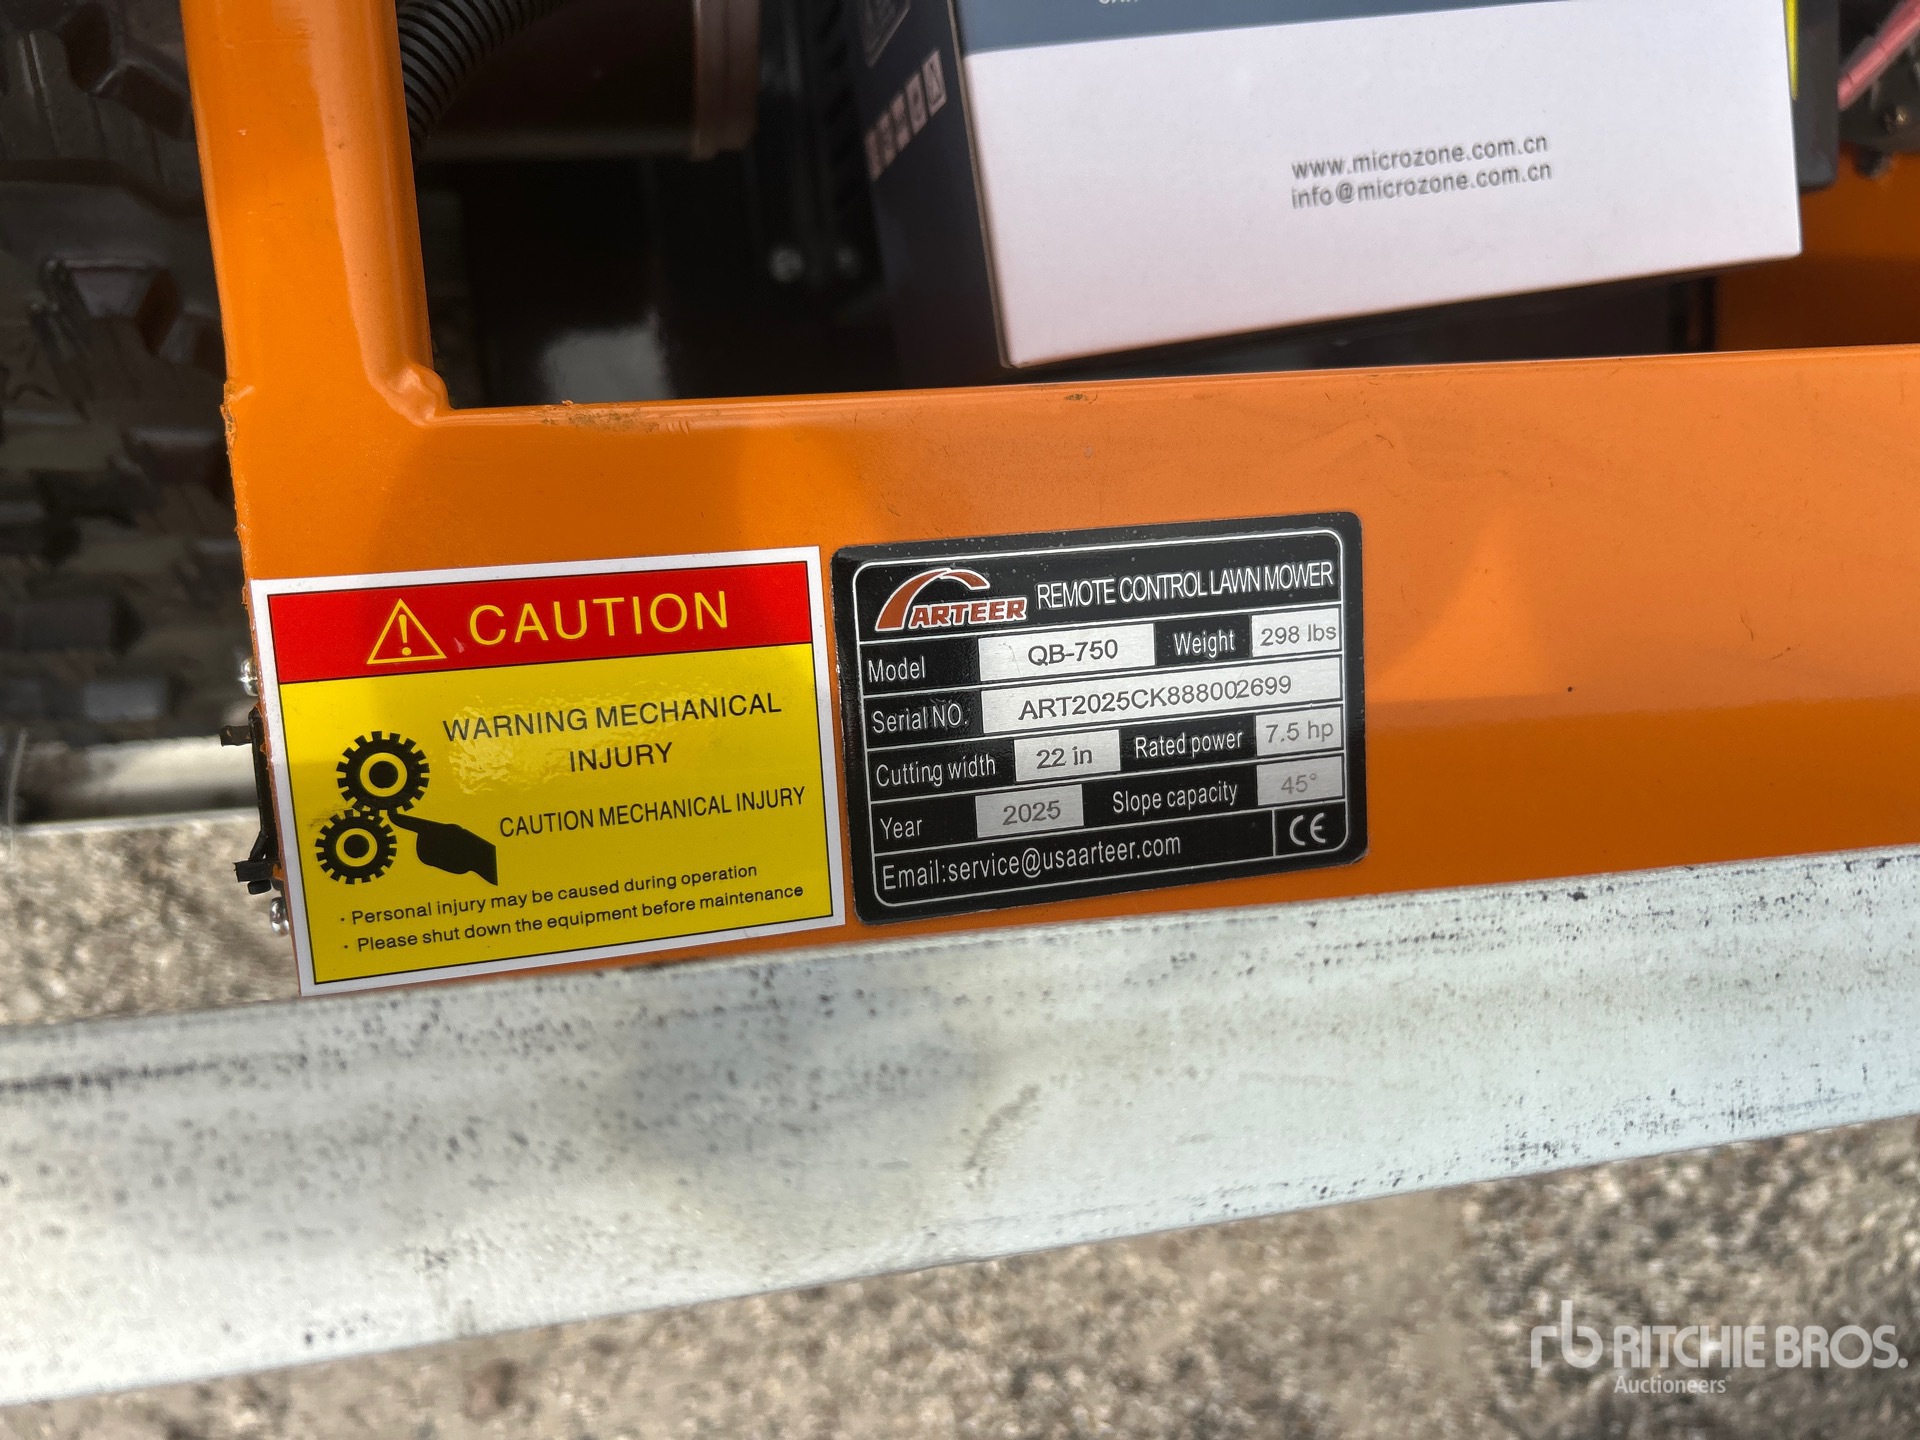 www.microzone.com.cn
info@microzone.com.cn
CAUTION
WARNING MECHANICAL
INJURY
CAUTION MECHANICAL INJURY
· Personal injury may be caused during operation
· Please shut down the equipment before maintenance
ARTEER REMOTE CONTROL LAWN MOWER
Model QB-750 Weight 298 lbs
Serial NO. ART2025CK888002699
Cutting width 22 in Rated power 7.5 hp
Year 2025 Slope capacity 45°
Email:service@usaarteer.com CE
rb RITCHIE BROS.
Auctioneers